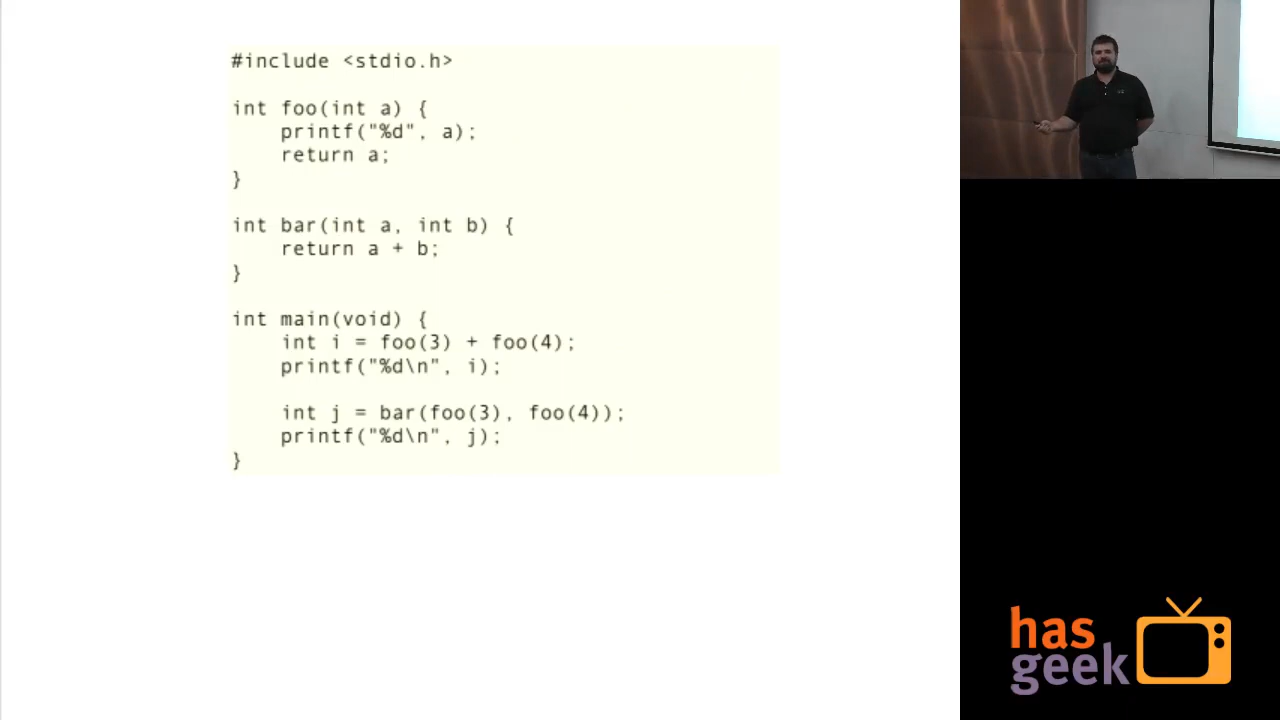 #include <stdio.h>

int foo(int a) {
    printf("%d", a);
    return a;
}

int bar(int a, int b) {
    return a + b;
}

int main(void) {
    int i = foo(3) + foo(4);
    printf("%d\n", i);

    int j = bar(foo(3), foo(4));
    printf("%d\n", j);
}
has
geek